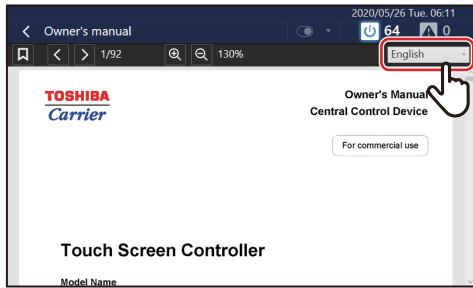 2020/05/26 Tue. 06:11
Owner's manual
64
0
1/92
130%
English
TOSHIBA
Carrier
Owner's Manual
Central Control Device
For commercial use
Touch Screen Controller
Model Name